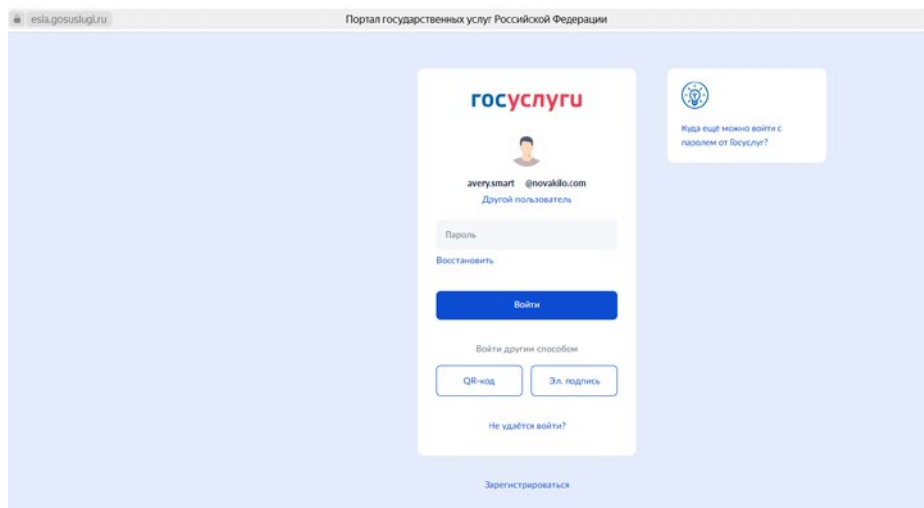 esia.gosuslugi.ru
Портал государственных услуг Российской Федерации
госуслуги
avery.smart @novakilo.com
Другой пользователь
Пароль
Восстановить
Войти
Войти другим способом
QR-код
Эл. подпись
Не удаётся войти?
Зарегистрироваться
Куда ещё можно войти с
паролем от Госуслуг?